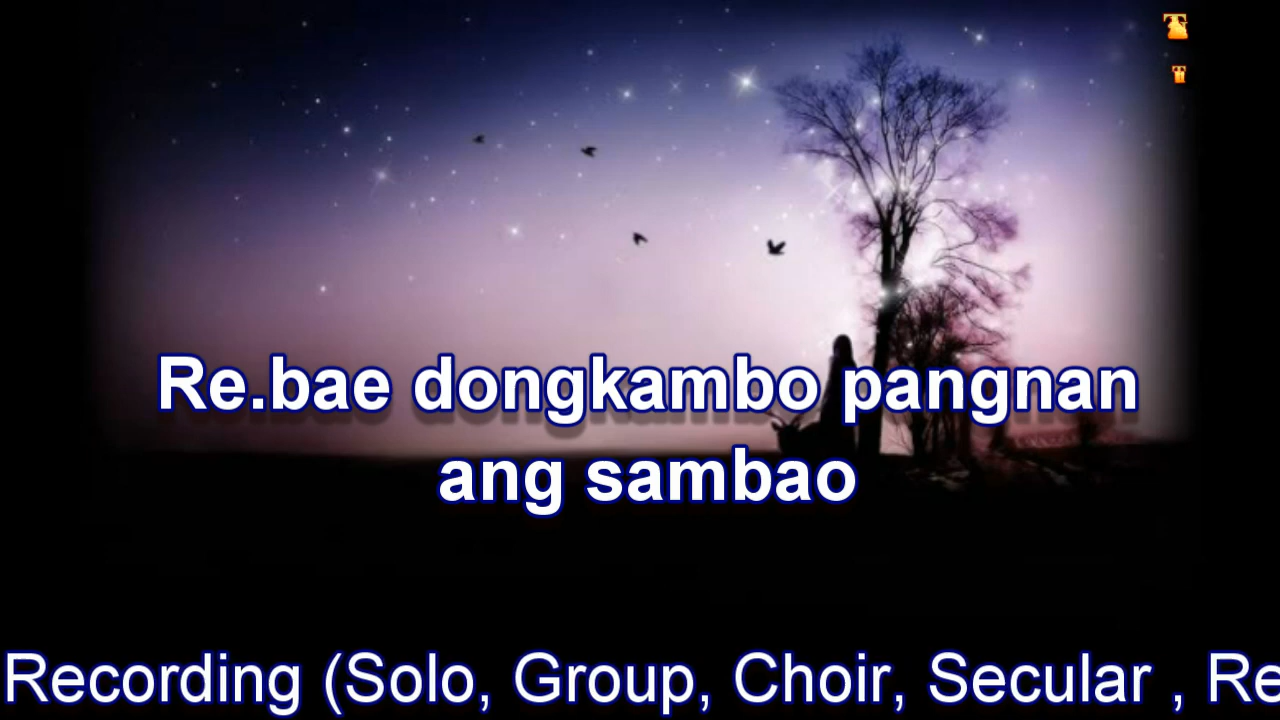 Re.bae dongkambo pangnan
ang sambao
Recording (Solo, Group, Choir, Secular , Re